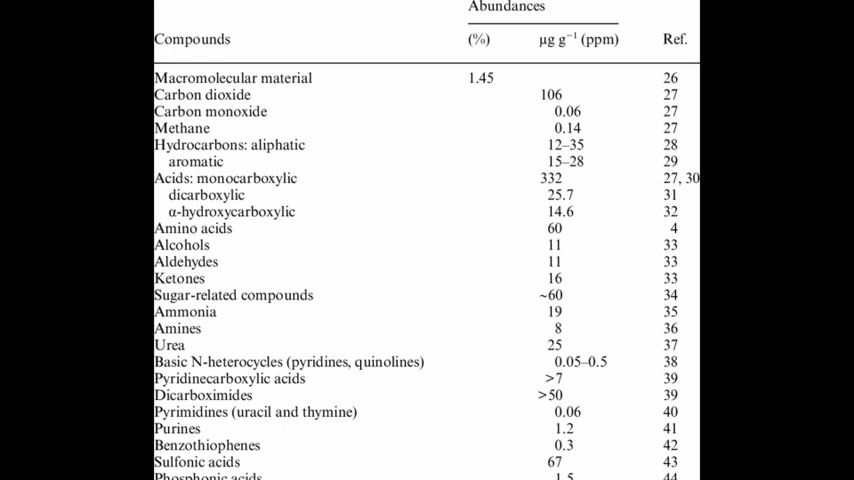 Abundances
Compounds (%) µg g⁻¹ (ppm) Ref.
Macromolecular material 1.45 26
Carbon dioxide 106 27
Carbon monoxide 0.06 27
Methane 0.14 27
Hydrocarbons: aliphatic 12–35 28
aromatic 15–28 29
Acids: monocarboxylic 332 27, 30
dicarboxylic 25.7 31
α-hydroxycarboxylic 14.6 32
Amino acids 60 4
Alcohols 11 33
Aldehydes 11 33
Ketones 16 33
Sugar-related compounds ~60 34
Ammonia 19 35
Amines 8 36
Urea 25 37
Basic N-heterocycles (pyridines, quinolines) 0.05–0.5 38
Pyridinecarboxylic acids >7 39
Dicarboximides >50 39
Pyrimidines (uracil and thymine) 0.06 40
Purines 1.2 41
Benzothiophenes 0.3 42
Sulfonic acids 67 43
Phosphonic acids 1.5 44